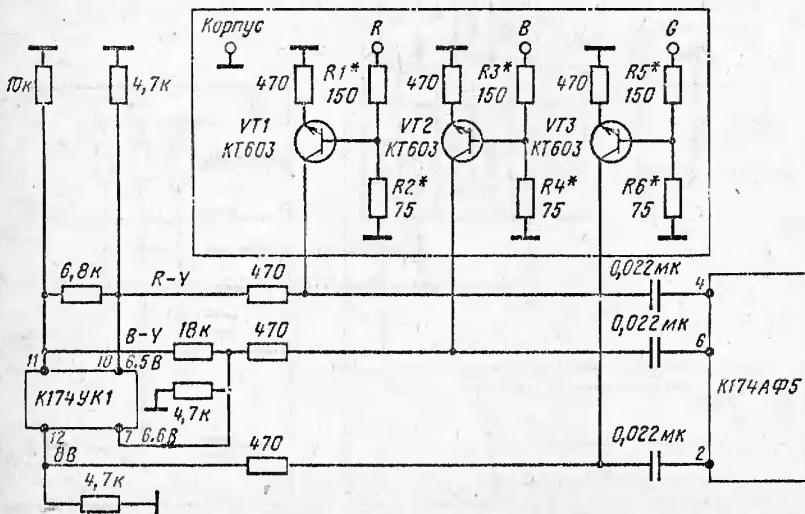 Корпус R B G
10к 4,7к 470 R1* 150 470 R3* 150 470 R5* 150
VT1 КТ603 VT2 КТ603 VT3 КТ603
R2* 75 R4* 75 R6* 75
6,8к R-Y 470 0,022мк 4
B-Y 18к 470 0,022мк 6
11 10 6.5В
К174УК1 4,7к К174АФ5
12 7 6.6В
8В 470 0,022мк 2
4,7к